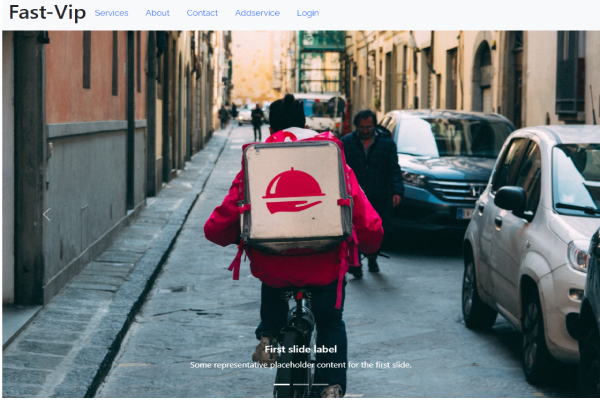 Fast-Vip Services About Contact Addservice Login
First slide label
Some representative placeholder content for the first slide.